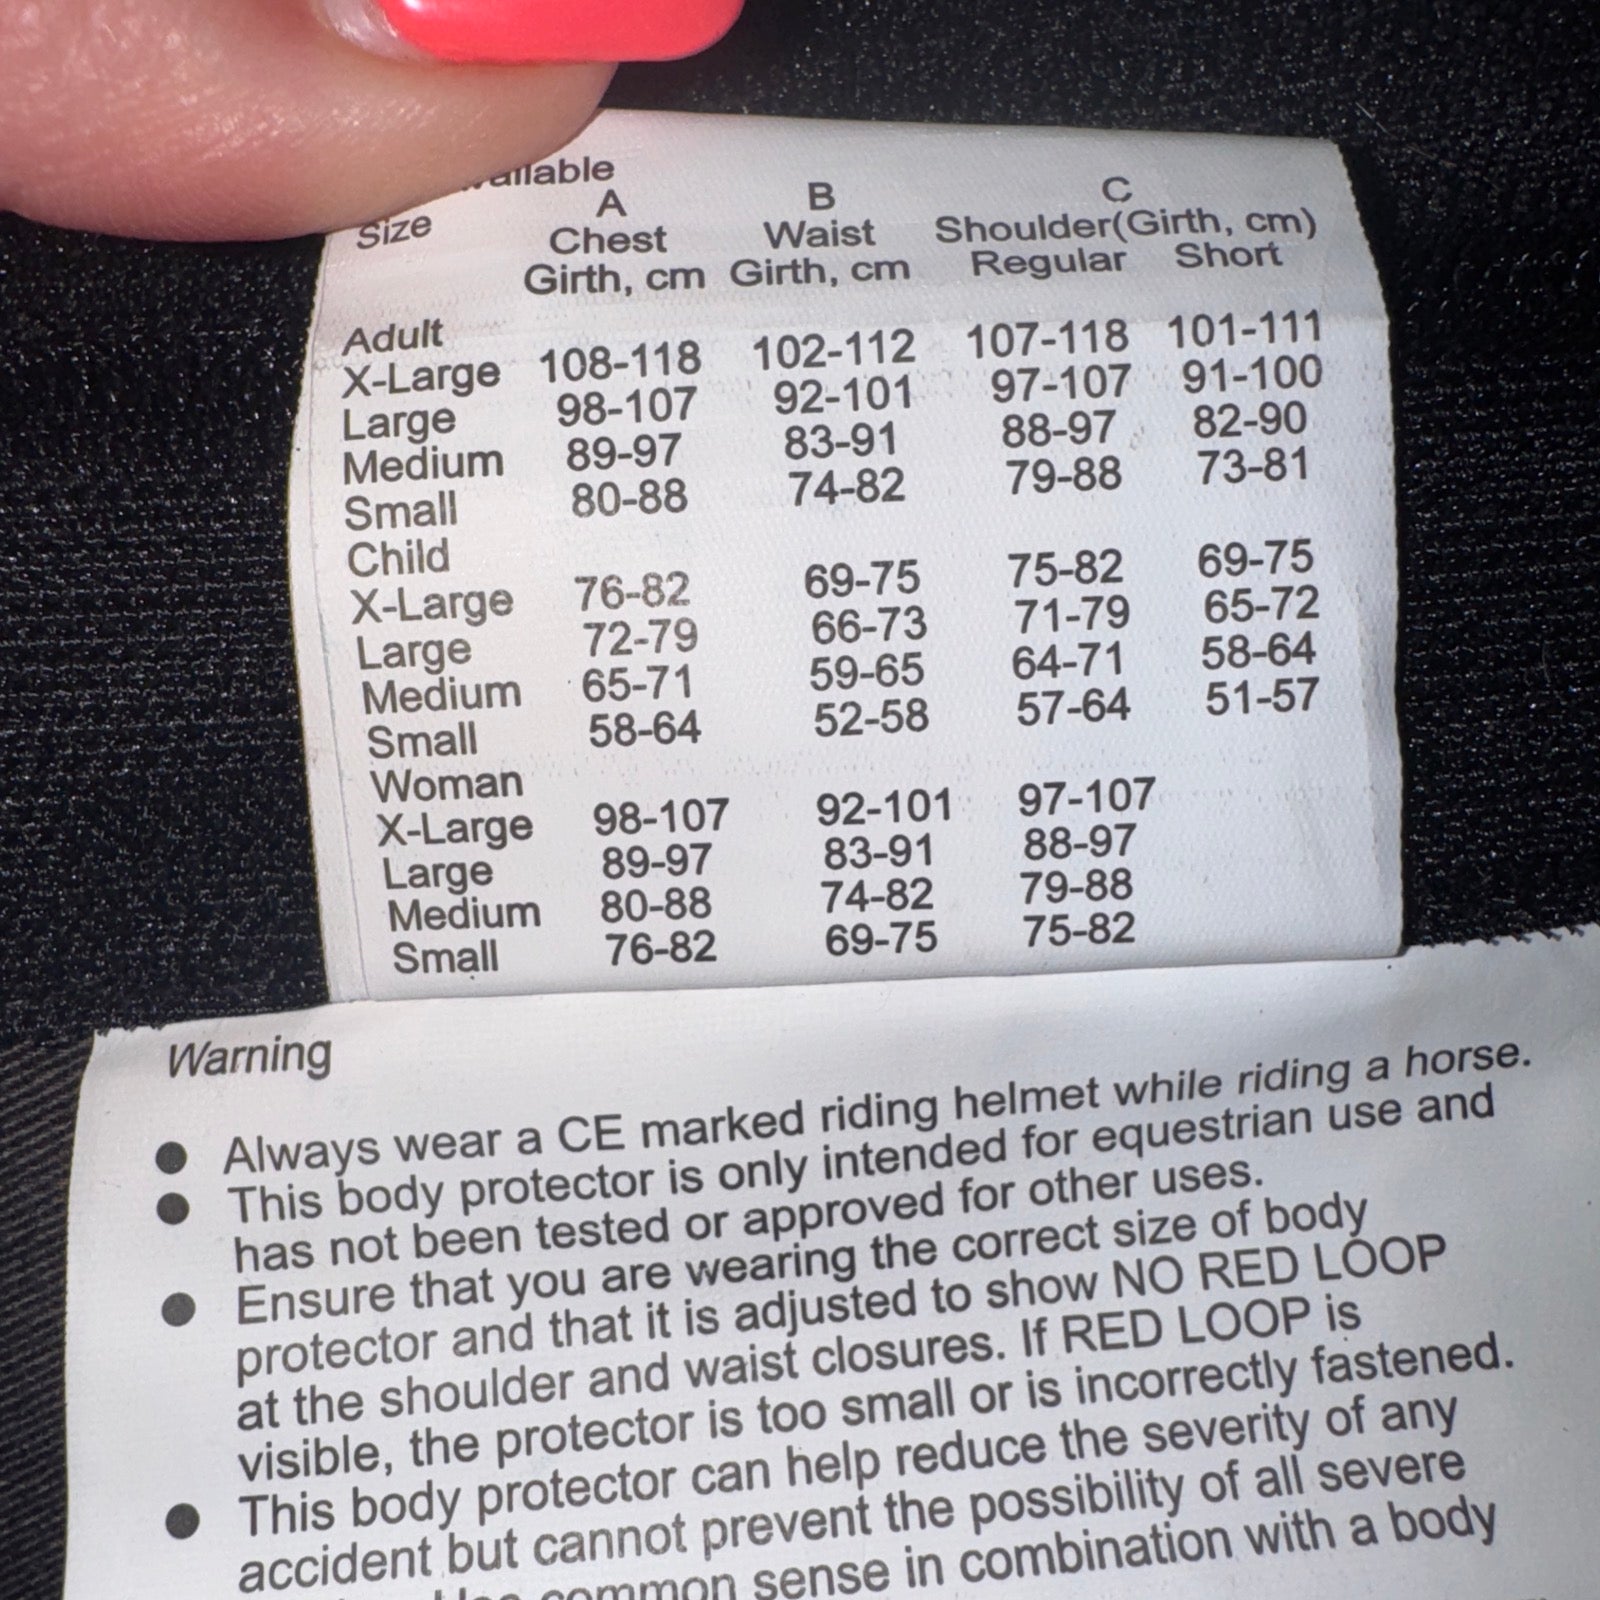 A B C
Size Chest Waist Shoulder(Girth, cm)
Girth, cm Girth, cm Regular Short
Adult
X-Large 108-118 102-112 107-118 101-111
Large 98-107 92-101 97-107 91-100
Medium 89-97 83-91 88-97 82-90
Small 80-88 74-82 79-88 73-81
Child
X-Large 76-82 69-75 75-82 69-75
Large 72-79 66-73 71-79 65-72
Medium 65-71 59-65 64-71 58-64
Small 58-64 52-58 57-64 51-57
Woman
X-Large 98-107 92-101 97-107
Large 89-97 83-91 88-97
Medium 80-88 74-82 79-88
Small 76-82 69-75 75-82
Warning
● Always wear a CE marked riding helmet while riding a horse.
● This body protector is only intended for equestrian use and
has not been tested or approved for other uses.
● Ensure that you are wearing the correct size of body
protector and that it is adjusted to show NO RED LOOP
at the shoulder and waist closures. If RED LOOP is
visible, the protector is too small or is incorrectly fastened.
● This body protector can help reduce the severity of any
accident but cannot prevent the possibility of all severe
common sense in combination with a body